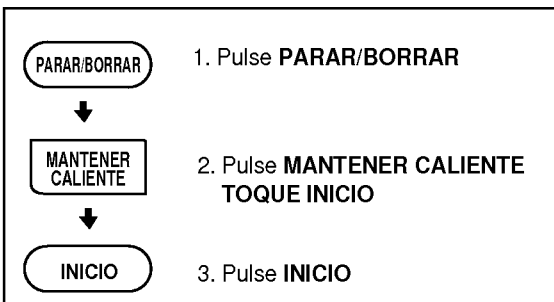 PARAR/BORRAR
1. Pulse PARAR/BORRAR
MANTENER
CALIENTE
2. Pulse MANTENER CALIENTE
TOQUE INICIO
INICIO
3. Pulse INICIO